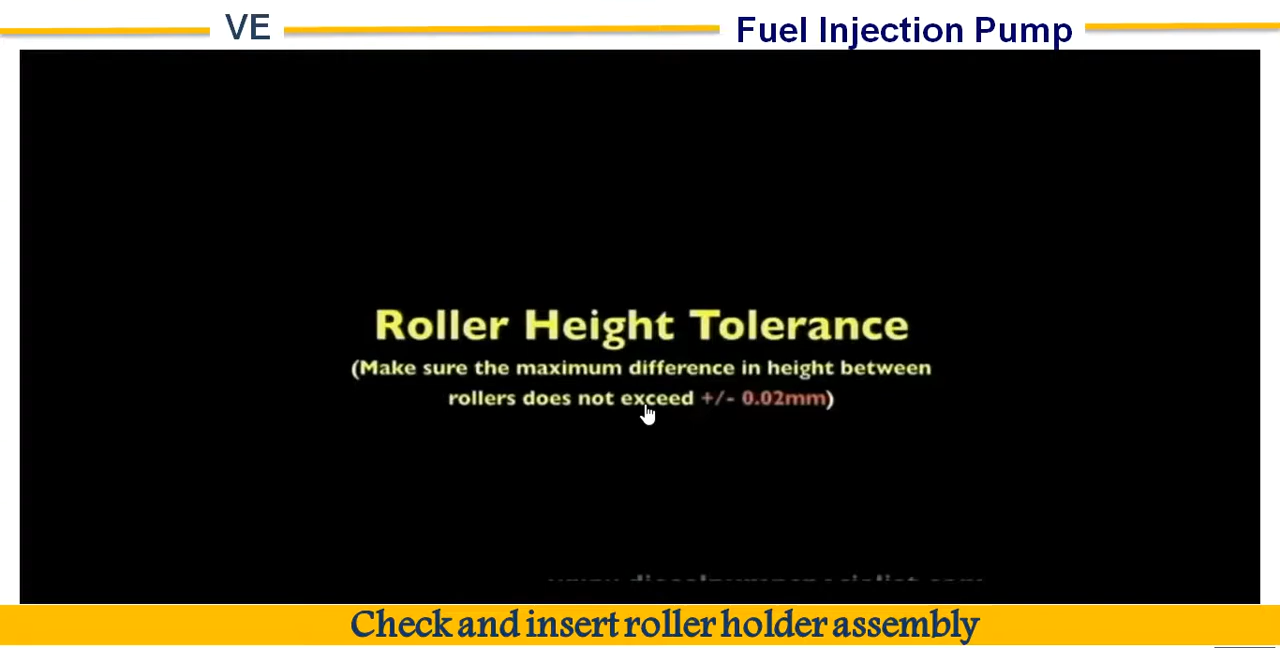 VE
Fuel Injection Pump
Roller Height Tolerance
(Make sure the maximum difference in height between
rollers does not exceed +/- 0.02mm)
Check and insert roller holder assembly